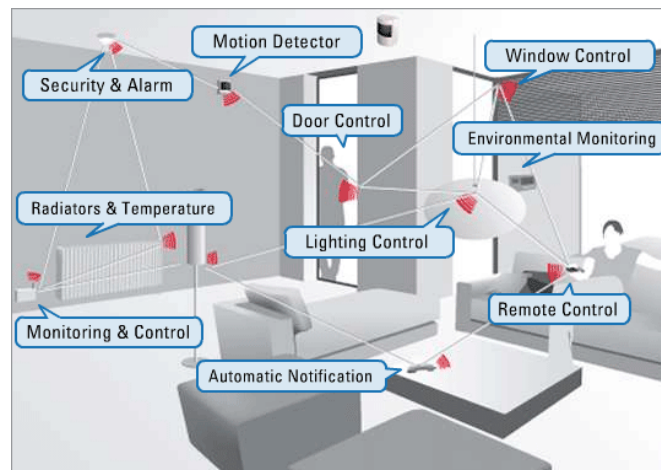 Motion Detector
Window Control
Security & Alarm
Door Control
Environmental Monitoring
Radiators & Temperature
Lighting Control
Remote Control
Monitoring & Control
Automatic Notification